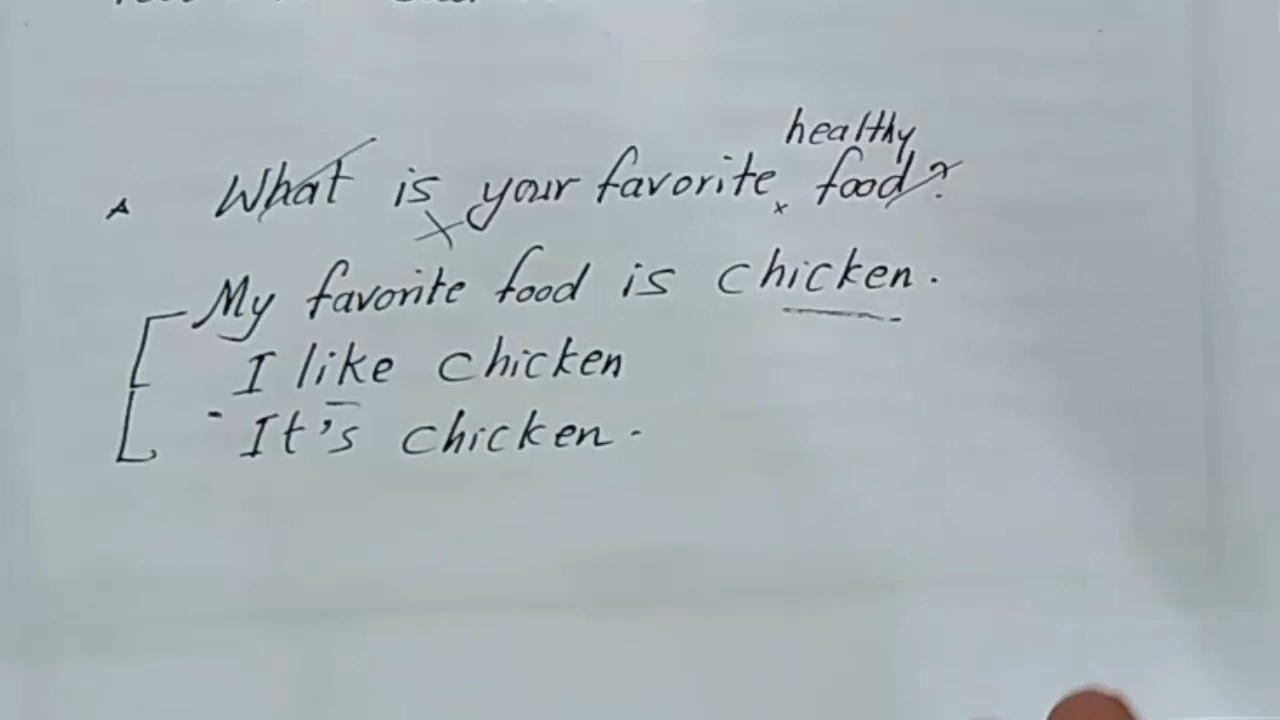 What is your favorite healthy food?
My favorite food is chicken.
I like chicken
It's chicken.